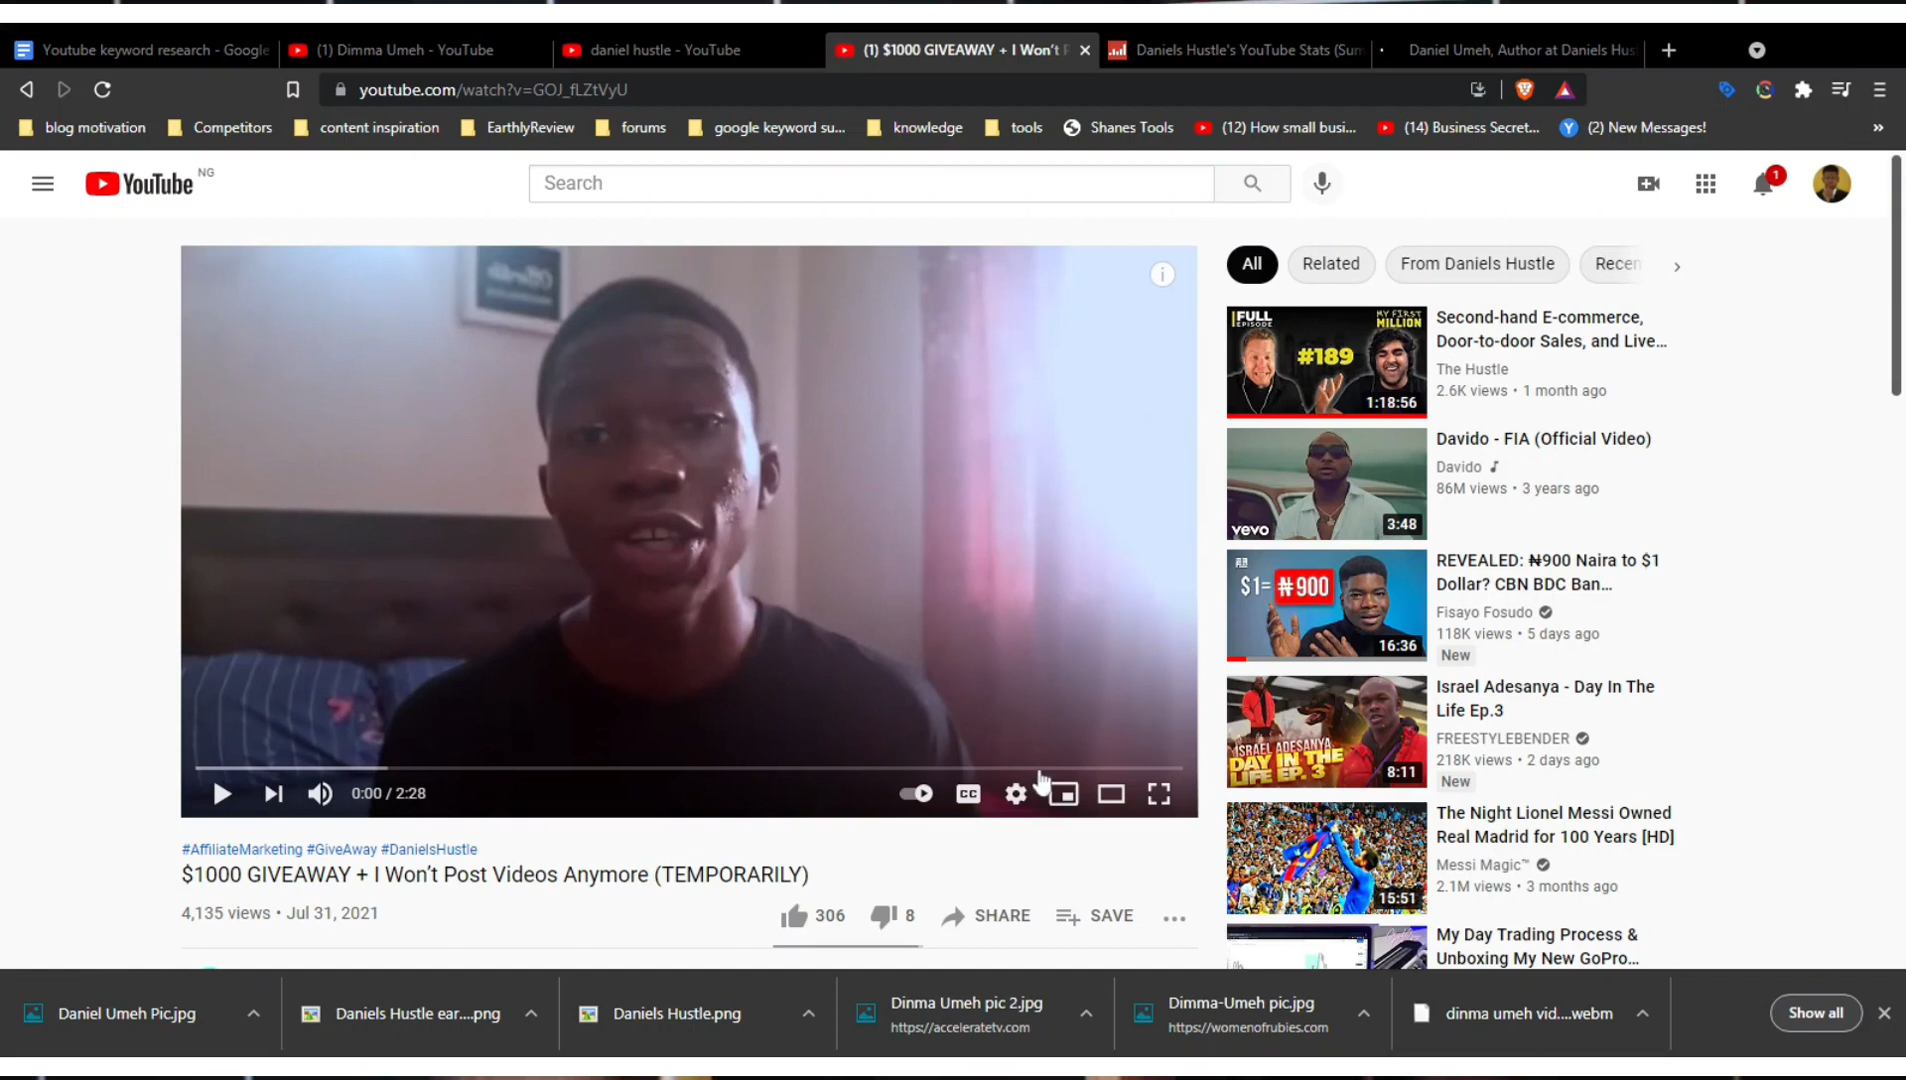 Youtube keyword research - Google
(1) Dimma Umeh - YouTube
daniel hustle - YouTube
(1) $1000 GIVEAWAY + I Won't P
Daniels Hustle's YouTube Stats (Sum
Daniel Umeh, Author at Daniels Hus
youtube.com/watch?v=GOJ_fLZtVyU
blog motivation
Competitors
content inspiration
EarthlyReview
forums
google keyword su...
knowledge
tools
Shanes Tools
(12) How small busi...
(14) Business Secret...
(2) New Messages!
YouTube NG
Search
1
All
Related
From Daniels Hustle
Recen
FULL
EPISODE
MY FIRST
MILLION
#189
1:18:56
Second-hand E-commerce,
Door-to-door Sales, and Live...
The Hustle
2.6K views • 1 month ago
vevo
3:48
Davido - FIA (Official Video)
Davido
86M views • 3 years ago
$1= ₦900
16:36
REVEALED: ₦900 Naira to $1
Dollar? CBN BDC Ban...
Fisayo Fosudo
118K views • 5 days ago
New
ISRAEL ADESANYA
DAY IN THE
LIFE EP. 3
8:11
Israel Adesanya - Day In The
Life Ep.3
FREESTYLEBENDER
218K views • 2 days ago
New
15:51
The Night Lionel Messi Owned
Real Madrid for 100 Years [HD]
Messi Magic™
2.1M views • 3 months ago
My Day Trading Process &
Unboxing My New GoPro...
0:00 / 2:28
CC
#AffiliateMarketing #GiveAway #DanielsHustle
$1000 GIVEAWAY + I Won't Post Videos Anymore (TEMPORARILY)
4,135 views • Jul 31, 2021
306
8
SHARE
SAVE
Daniel Umeh Pic.jpg
Daniels Hustle ear....png
Daniels Hustle.png
Dinma Umeh pic 2.jpg
https://acceleratetv.com
Dimma-Umeh pic.jpg
https://womenofrubies.com
dinma umeh vid....webm
Show all